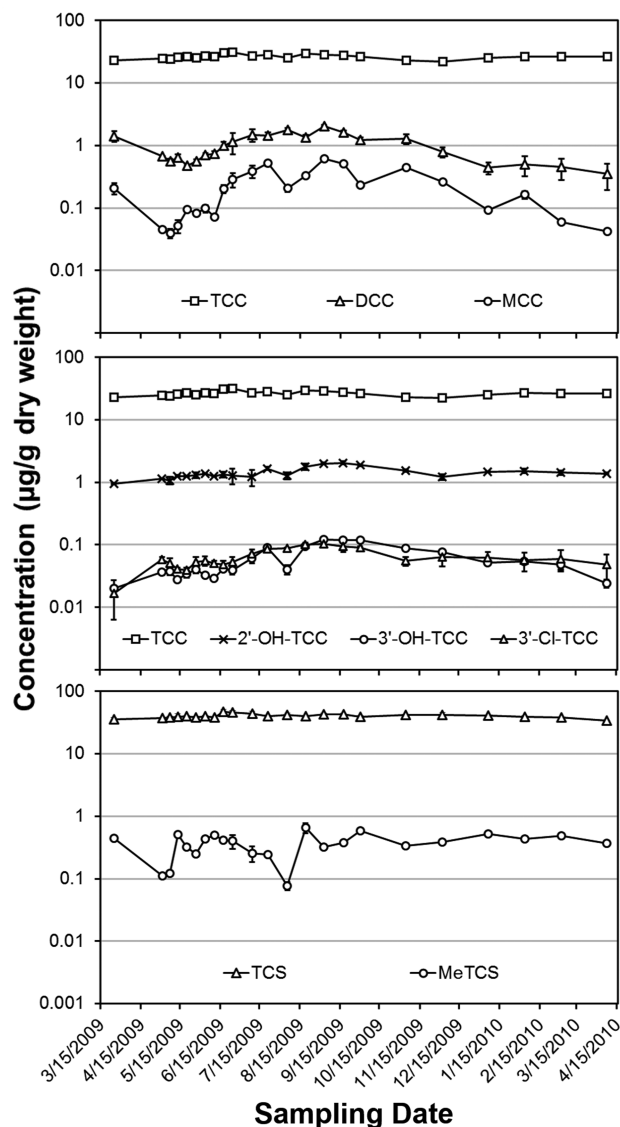 Concentration (µg/g dry weight)
100
10
1
0.1
0.01
TCC DCC MCC
100
10
1
0.1
0.01
TCC 2'-OH-TCC 3'-OH-TCC 3'-Cl-TCC
100
10
1
0.1
0.01
0.001
TCS MeTCS
3/15/2009 4/15/2009 5/15/2009 6/15/2009 7/15/2009 8/15/2009 9/15/2009 10/15/2009 11/15/2009 12/15/2009 1/15/2010 2/15/2010 3/15/2010 4/15/2010
Sampling Date